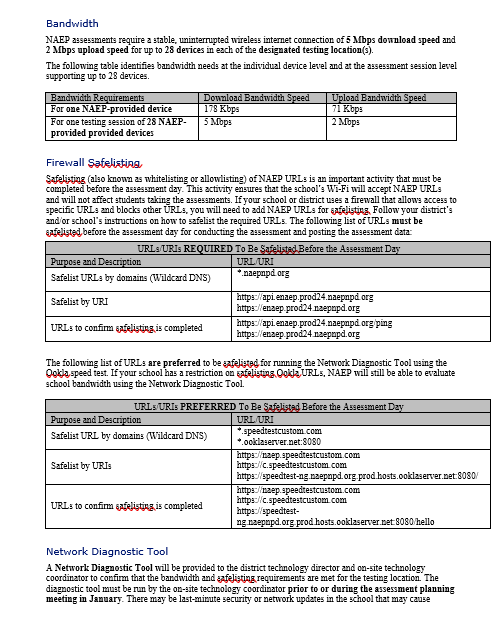 Bandwidth
NAEP assessments require a stable, uninterrupted wireless internet connection of 5 Mbps download speed and
2 Mbps upload speed for up to 28 devices in each of the designated testing location(s).
The following table identifies bandwidth needs at the individual device level and at the assessment session level
supporting up to 28 devices.
Bandwidth Requirements Download Bandwidth Speed Upload Bandwidth Speed
For one NAEP-provided device 178 Kbps 71 Kbps
For one testing session of 28 NAEP- 5 Mbps 2 Mbps
provided provided devices
Firewall Safelisting
Safelisting (also known as whitelisting or allowlisting) of NAEP URLs is an important activity that must be
completed before the assessment day. This activity ensures that the school's Wi-Fi will accept NAEP URLs
and will not affect students taking the assessments. If your school or district uses a firewall that allows access to
specific URLs and blocks other URLs, you will need to add NAEP URLs for safelisting. Follow your district's
and/or school's instructions on how to safelist the required URLs. The following list of URLs must be
safelisted before the assessment day for conducting the assessment and posting the assessment data:
URLs/URIs REQUIRED To Be Safelisted Before the Assessment Day
Purpose and Description URL/URI
Safelist URLs by domains (Wildcard DNS) *.naepnpd.org
Safelist by URI https://api.enaep.prod24.naepnpd.org
https://enaep.prod24.naepnpd.org
URLs to confirm safelisting is completed https://api.enaep.prod24.naepnpd.org/ping
https://enaep.prod24.naepnpd.org
The following list of URLs are preferred to be safelisted for running the Network Diagnostic Tool using the
Ookla speed test. If your school has a restriction on safelisting Ookla URLs, NAEP will still be able to evaluate
school bandwidth using the Network Diagnostic Tool.
URLs/URIs PREFERRED To Be Safelisted Before the Assessment Day
Purpose and Description URL/URI
Safelist URL by domains (Wildcard DNS) *.speedtestcustom.com
*.ooklaserver.net:8080
Safelist by URIs https://naep.speedtestcustom.com
https://c.speedtestcustom.com
https://speedtest-ng.naepnpd.org.prod.hosts.ooklaserver.net:8080/
URLs to confirm safelisting is completed https://naep.speedtestcustom.com
https://c.speedtestcustom.com
https://speedtest-
ng.naepnpd.org.prod.hosts.ooklaserver.net:8080/hello
Network Diagnostic Tool
A Network Diagnostic Tool will be provided to the district technology director and on-site technology
coordinator to confirm that the bandwidth and safelisting requirements are met for the testing location. The
diagnostic tool must be run by the on-site technology coordinator prior to or during the assessment planning
meeting in January. There may be last-minute security or network updates in the school that may cause